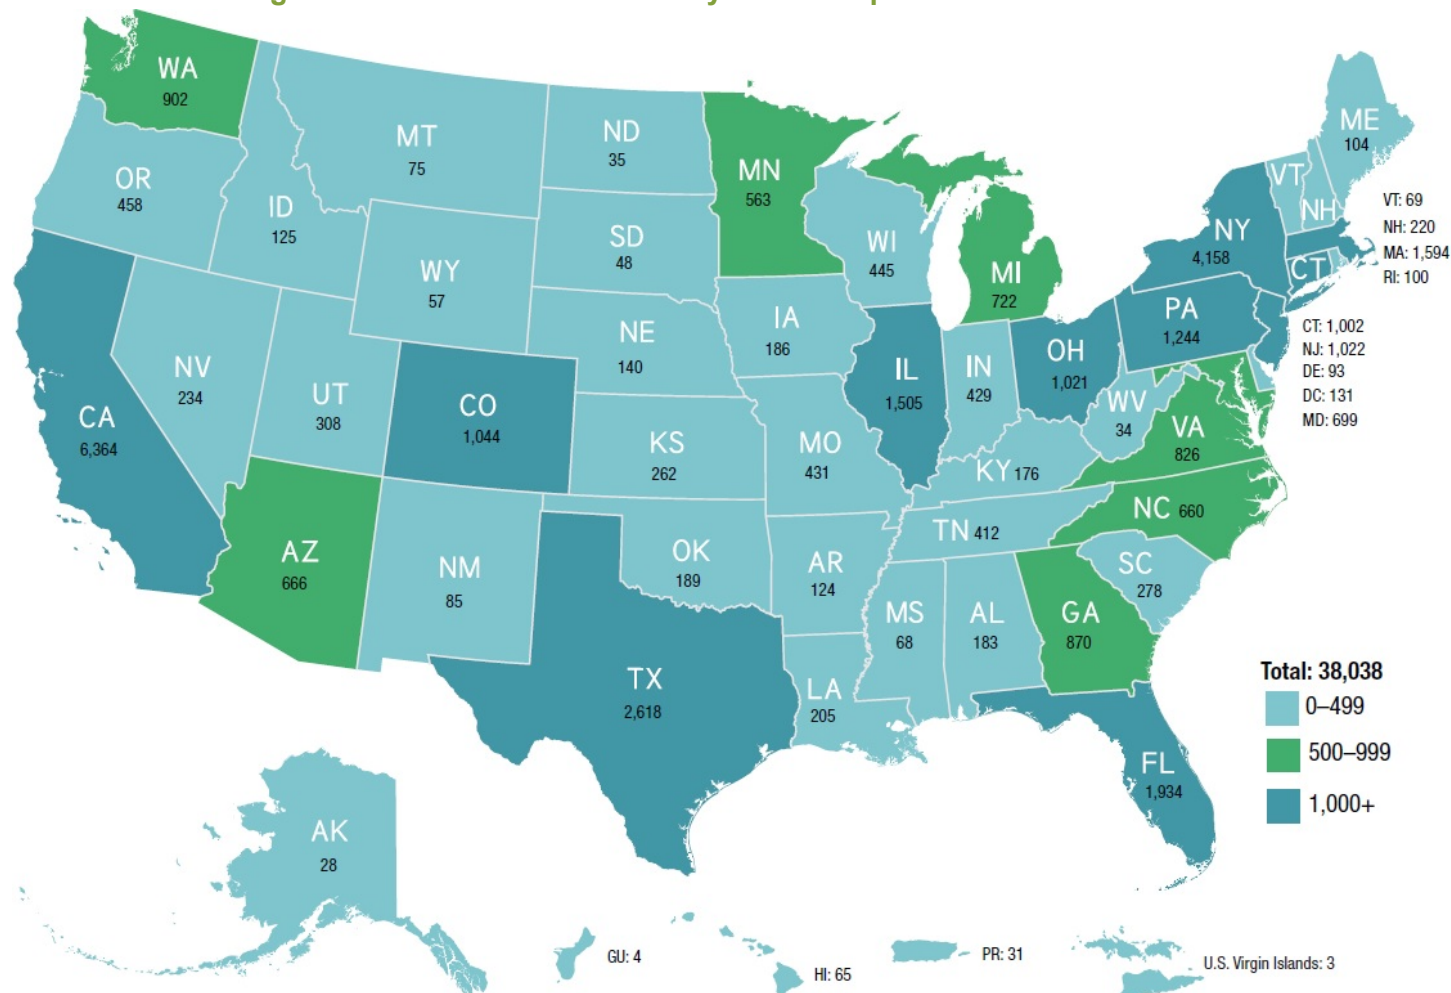 WA
902
OR
458
MT
75
ID
125
ND
35
SD
48
WY
57
MN
563
WI
445
MI
722
ME
104
VT
NH
NY
4,158
CT
VT: 69
NH: 220
MA: 1,594
RI: 100
CA
6,364
NV
234
UT
308
CO
1,044
NE
140
IA
186
IL
1,505
IN
429
OH
1,021
PA
1,244
CT: 1,002
NJ: 1,022
DE: 93
DC: 131
MD: 699
KS
262
MO
431
KY 176
WV
34
VA
826
AZ
666
NM
85
OK
189
AR
124
TN 412
NC 660
SC
278
MS
68
AL
183
GA
870
TX
2,618
LA
205
FL
1,934
Total: 38,038
0–499
500–999
1,000+
AK
28
GU: 4
HI: 65
PR: 31
U.S. Virgin Islands: 3